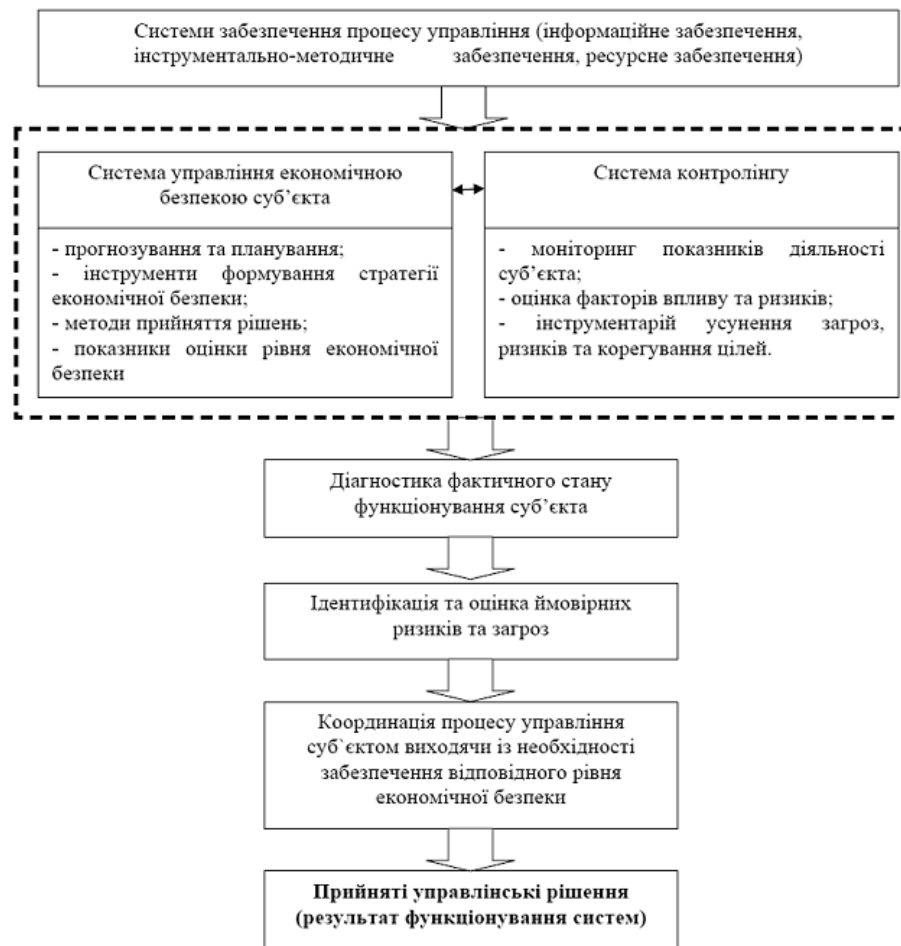 Системи забезпечення процесу управління (інформаційне забезпечення,
інструментально-методичне забезпечення, ресурсне забезпечення)
Система управління економічною
безпекою суб’єкта
- прогнозування та планування;
- інструменти формування стратегії
економічної безпеки;
- методи прийняття рішень;
- показники оцінки рівня економічної
безпеки
Система контролінгу
- моніторинг показників діяльності
суб’єкта;
- оцінка факторів впливу та ризиків;
- інструментарій усунення загроз,
ризиків та корегування цілей.
Діагностика фактичного стану
функціонування суб’єкта
Ідентифікація та оцінка ймовірних
ризиків та загроз
Координація процесу управління
суб`єктом виходячи із необхідності
забезпечення відповідного рівня
економічної безпеки
Прийняті управлінські рішення
(результат функціонування систем)